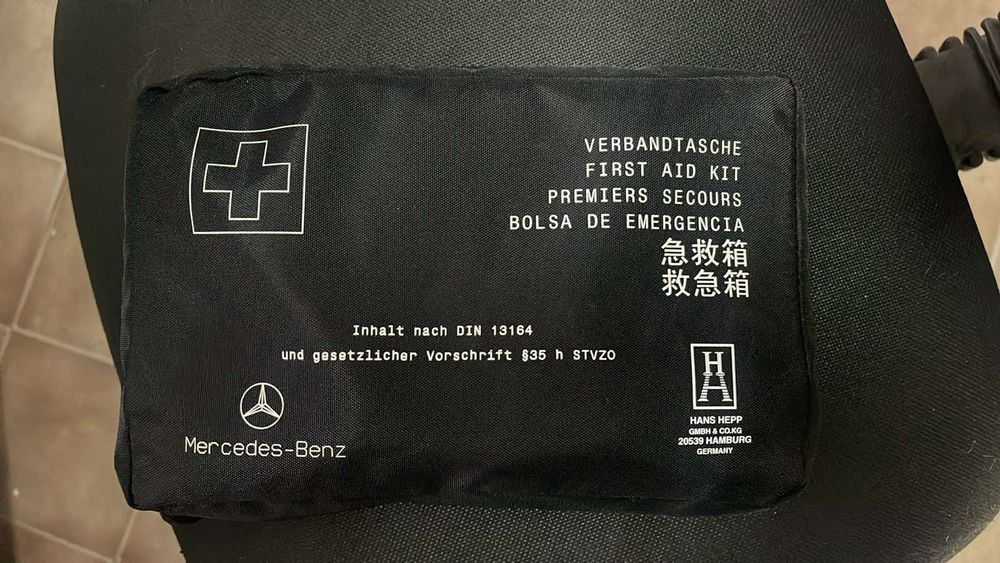 VERBANDTASCHE
FIRST AID KIT
PREMIERS SECOURS
BOLSA DE EMERGENCIA
急救箱
救急箱
Inhalt nach DIN 13164
und gesetzlicher Vorschrift §35 h STVZO
Mercedes-Benz
HA
HANS HEPP
GMBH & CO.KG
20539 HAMBURG
GERMANY